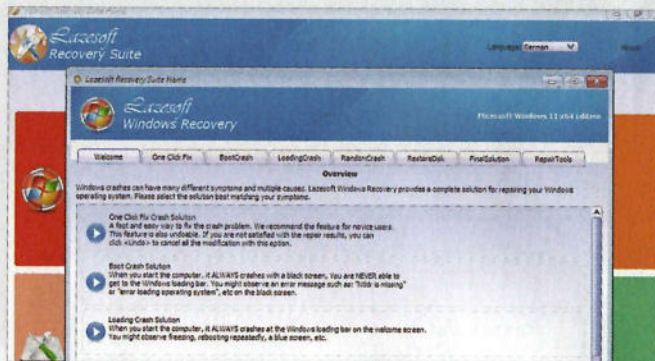 Lazesoft
Recovery Suite
Language: German
Lazesoft Recovery Suite Home
Lazesoft
Windows Recovery
Microsoft Windows 11 x64 Edition
Welcome
One Click Fix
BootCrash
LoadingCrash
RandomCrash
RestoreDisk
FinalSolution
RepairTools
Overview
Windows crashes can have many different symptoms and multiple causes. Lazesoft Windows Recovery provides a complete solution for repairing your Windows
operating system. Please select the solution best matching your symptoms.
One Click Fix Crash Solution
A fast and easy way to fix the crash problem. We recommend the feature for novice users.
This feature is also undoable. If you are not satisfied with the repair results, you can
click <Undo> to cancel all the modification with this option.
Boot Crash Solution
When you start the computer, it ALWAYS crashes with a black screen. You are NEVER able to
get to the Windows loading bar. You might observe an error message such as: "Ntldr is missing"
or "error loading operating system", etc on the black screen.
Loading Crash Solution
When you start the computer, it ALWAYS crashes at the Windows loading bar on the welcome screen.
You might observe freezing, rebooting repeatedly, a blue screen, etc.